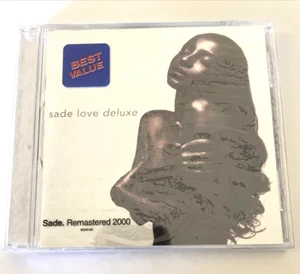 BEST
VALUE
sade love deluxe
Sade. Remastered 2000